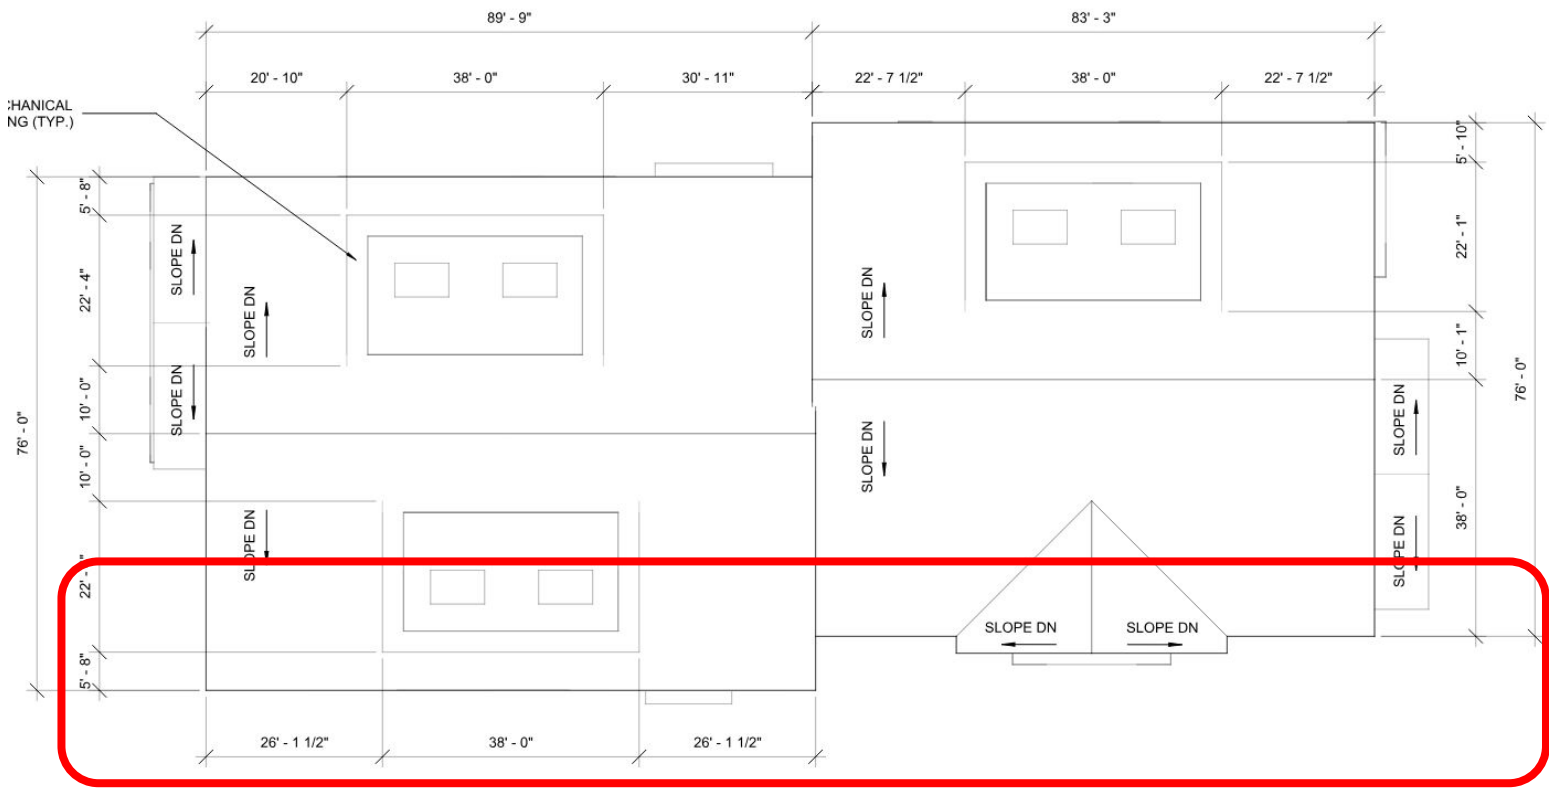 89' - 9"
83' - 3"
20' - 10"
38' - 0"
30' - 11"
22' - 7 1/2"
38' - 0"
22' - 7 1/2"
CHANICAL
NG (TYP.)
5' - 8"
22' - 4"
10' - 0"
10' - 0"
5' - 8"
76' - 0"
SLOPE DN
SLOPE DN
SLOPE DN
SLOPE DN
SLOPE DN
SLOPE DN
SLOPE DN
SLOPE DN
SLOPE DN
SLOPE DN
5' - 10"
22' - 1"
10' - 1"
38' - 0"
76' - 0"
26' - 1 1/2"
38' - 0"
26' - 1 1/2"